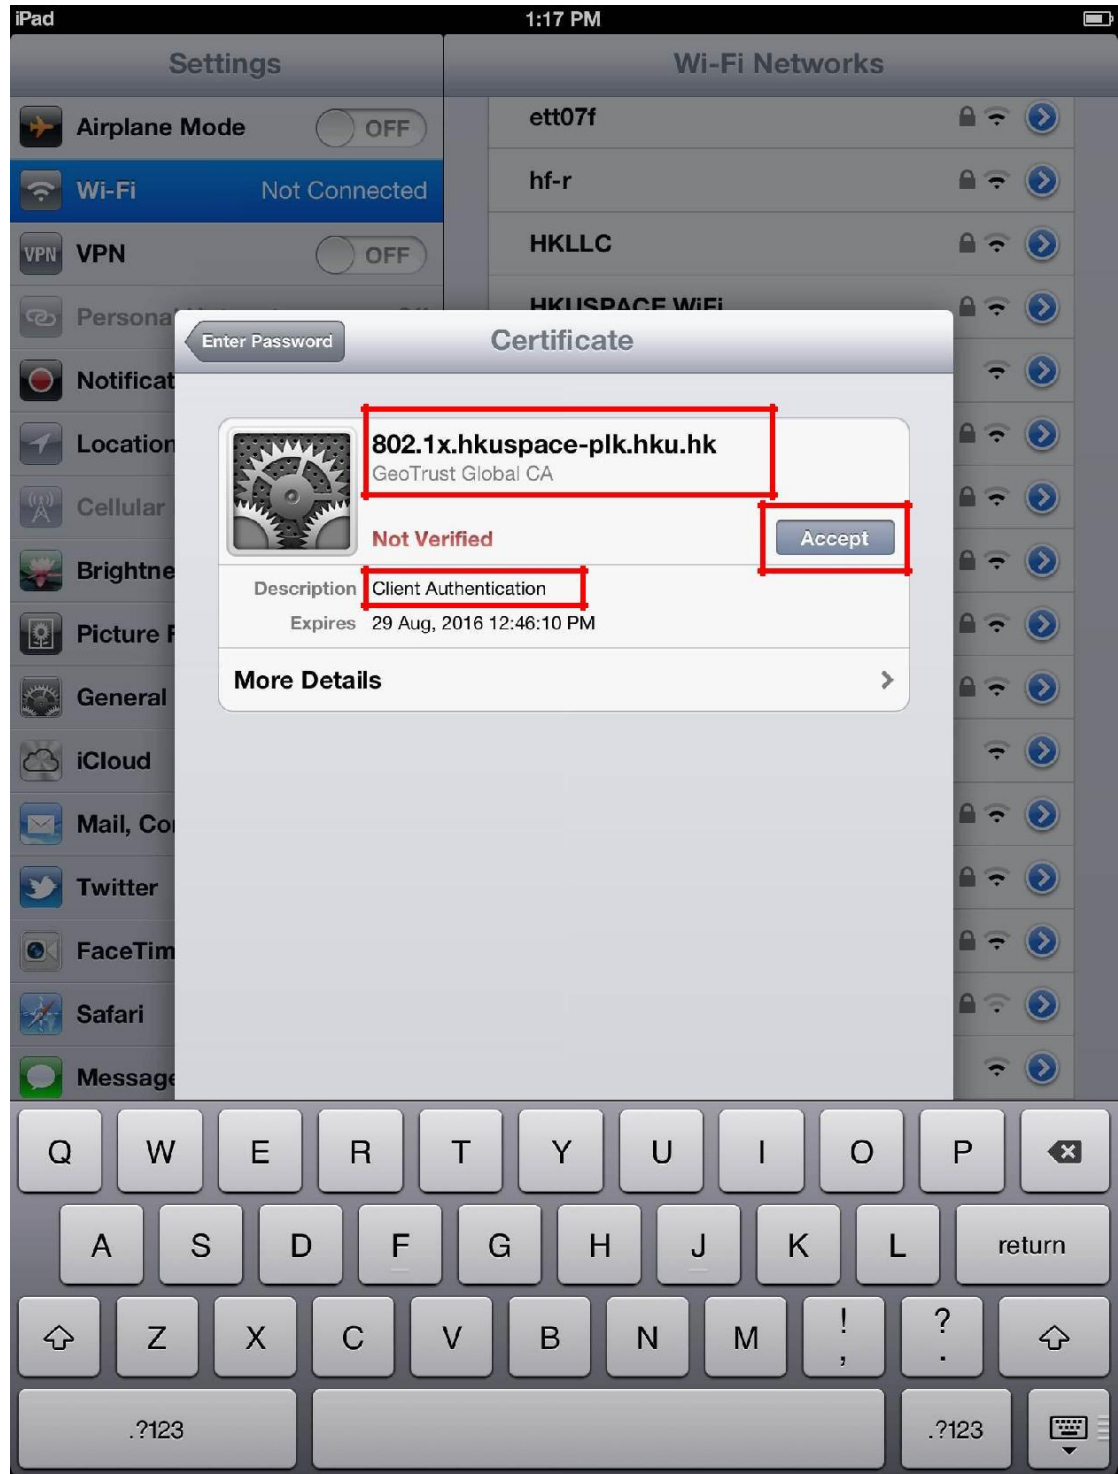 iPad 1:17 PM
Settings Wi-Fi Networks
Airplane Mode OFF
ett07f
Wi-Fi Not Connected
hf-r
VPN VPN OFF
HKLLC
Persona
HKUSPACE WiFi
Enter Password Certificate
Notificat
802.1x.hkuspace-plk.hku.hk
Location
GeoTrust Global CA
Cellular
Not Verified Accept
Brightne
Description Client Authentication
Expires 29 Aug, 2016 12:46:10 PM
Picture F
More Details
General
iCloud
Mail, Co
Twitter
FaceTim
Safari
Message
Q W E R T Y U I O P
A S D F G H J K L return
Z X C V B N M ! , ? .
.?123 .?123